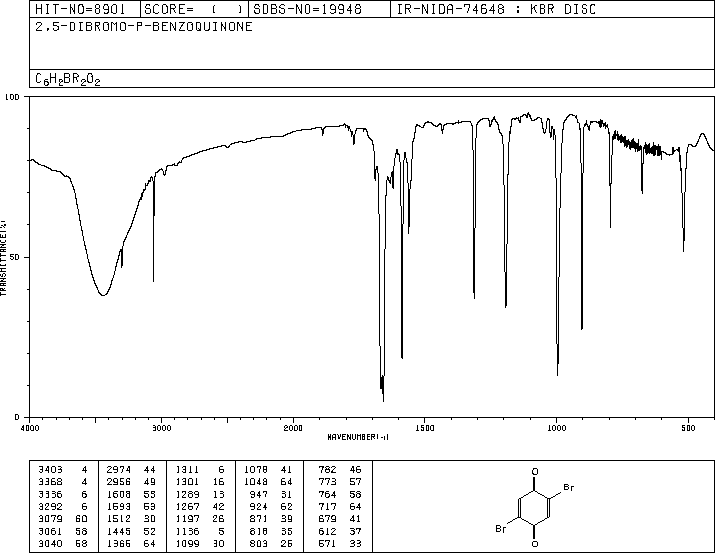 HIT-NO=8901 SCORE= ( ) SDBS-NO=19948 IR-NIDA-74648 : KBR DISC
2,5-DIBROMO-P-BENZOQUINONE
C6H2BR2O2
100
50
0
TRANSMITTANCE(%)
4000 3000 2000 1500 1000 500
WAVENUMBER(-1)
3403 4 2974 44 1311 6 1078 41 782 46
3368 4 2956 49 1301 16 1048 64 773 57
3336 6 1608 55 1289 13 947 31 764 58
3292 6 1593 59 1267 42 924 62 717 64
3079 60 1512 30 1197 26 871 39 679 41
3061 58 1445 52 1136 5 818 35 612 37
3040 68 1366 64 1099 30 803 26 571 33
O
Br
Br
O